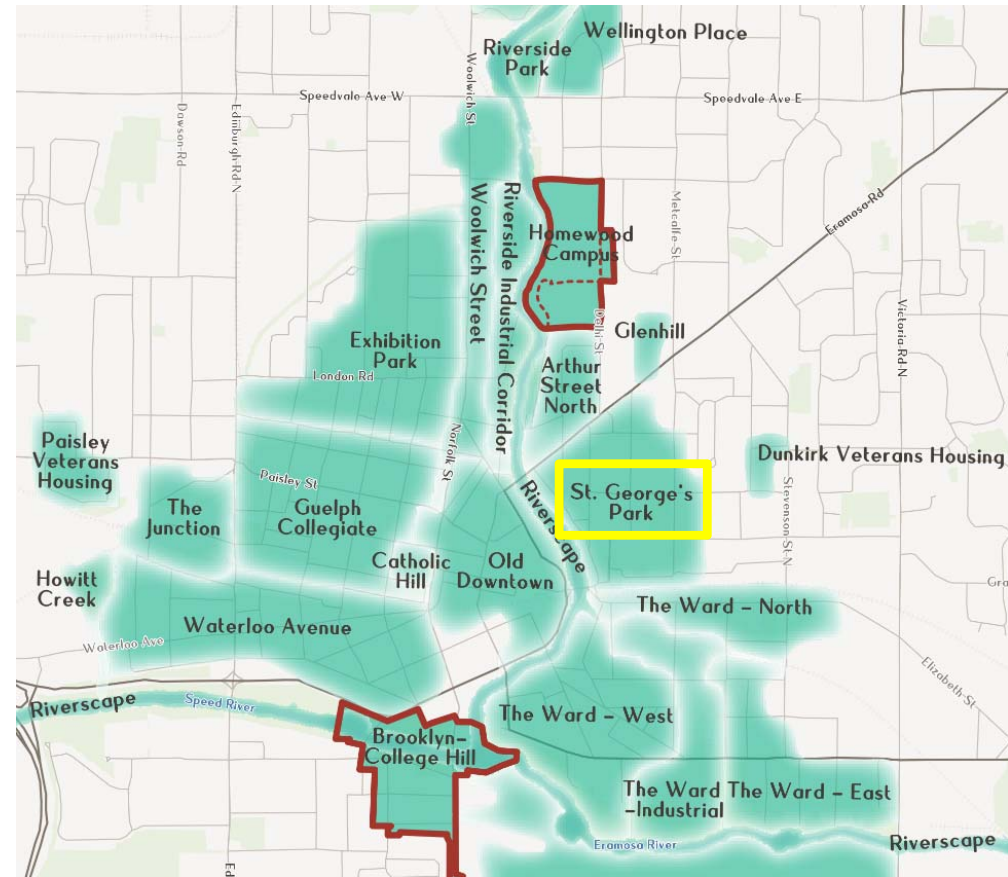 Wellington Place
Riverside
Park
Woolwich St
Speedvale Ave W
Speedvale Ave E
Dawson-Rd
Edinburgh-Rd-N
Woolwich Street
Riverside Industrial Corridor
Homewood
Campus
Metcalfe-St
Eramosa-Rd
Victoria-Rd-N
Delhi-St
Glenhill
Exhibition
Park
London Rd
Arthur
Street
North
Norfolk St
Paisley
Veterans
Housing
Paisley St
The
Junction
Guelph
Collegiate
Riverscape
St. George's
Park
Dunkirk Veterans Housing
Stevenson-St-N
Catholic
Hill
Old
Downtown
Howitt
Creek
Gra
The Ward – North
Waterloo Avenue
Waterloo Ave
Elizabeth-St
Riverscape
Speed River
The Ward – West
Brooklyn–
College Hill
The Ward
–Industrial
The Ward – East
Eramosa River
Riverscape
Ed